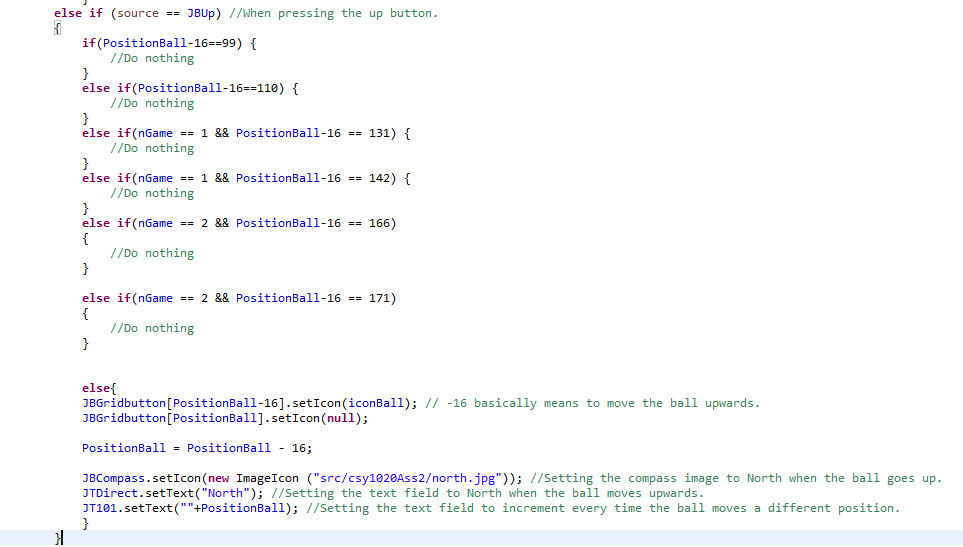 }
else if (source == JBUp) //When pressing the up button.
{
if(PositionBall-16==99) {
//Do nothing
}
else if(PositionBall-16==110) {
//Do nothing
}
else if(nGame == 1 && PositionBall-16 == 131) {
//Do nothing
}
else if(nGame == 1 && PositionBall-16 == 142) {
//Do nothing
}
else if(nGame == 2 && PositionBall-16 == 166)
{
//Do nothing
}
else if(nGame == 2 && PositionBall-16 == 171)
{
//Do nothing
}
else{
JBGridbutton[PositionBall-16].setIcon(iconBall); // -16 basically means to move the ball upwards.
JBGridbutton[PositionBall].setIcon(null);
PositionBall = PositionBall - 16;
JBCompass.setIcon(new ImageIcon ("src/csy1020Ass2/north.jpg")); //Setting the compass image to North when the ball goes up.
JTDirect.setText("North"); //Setting the text field to North when the ball moves upwards.
JT101.setText(""+PositionBall); //Setting the text field to increment every time the ball moves a different position.
}
}